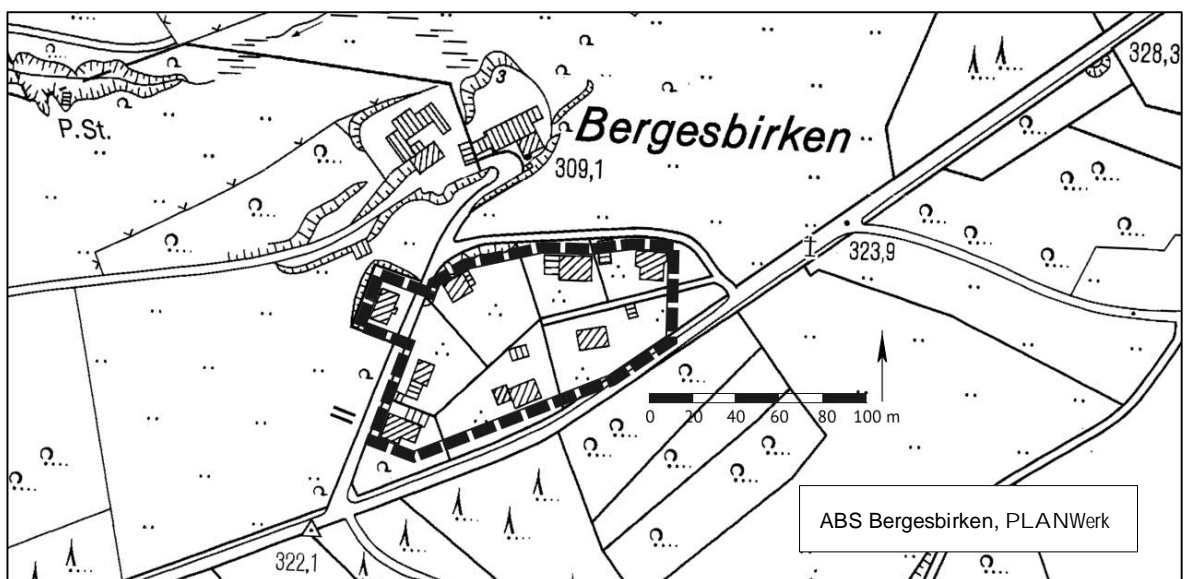 328,3
3
P.St.
Bergesbirken
309,1
323,9
0 20 40 60 80 100 m
ABS Bergesbirken, PLANWerk
322,1